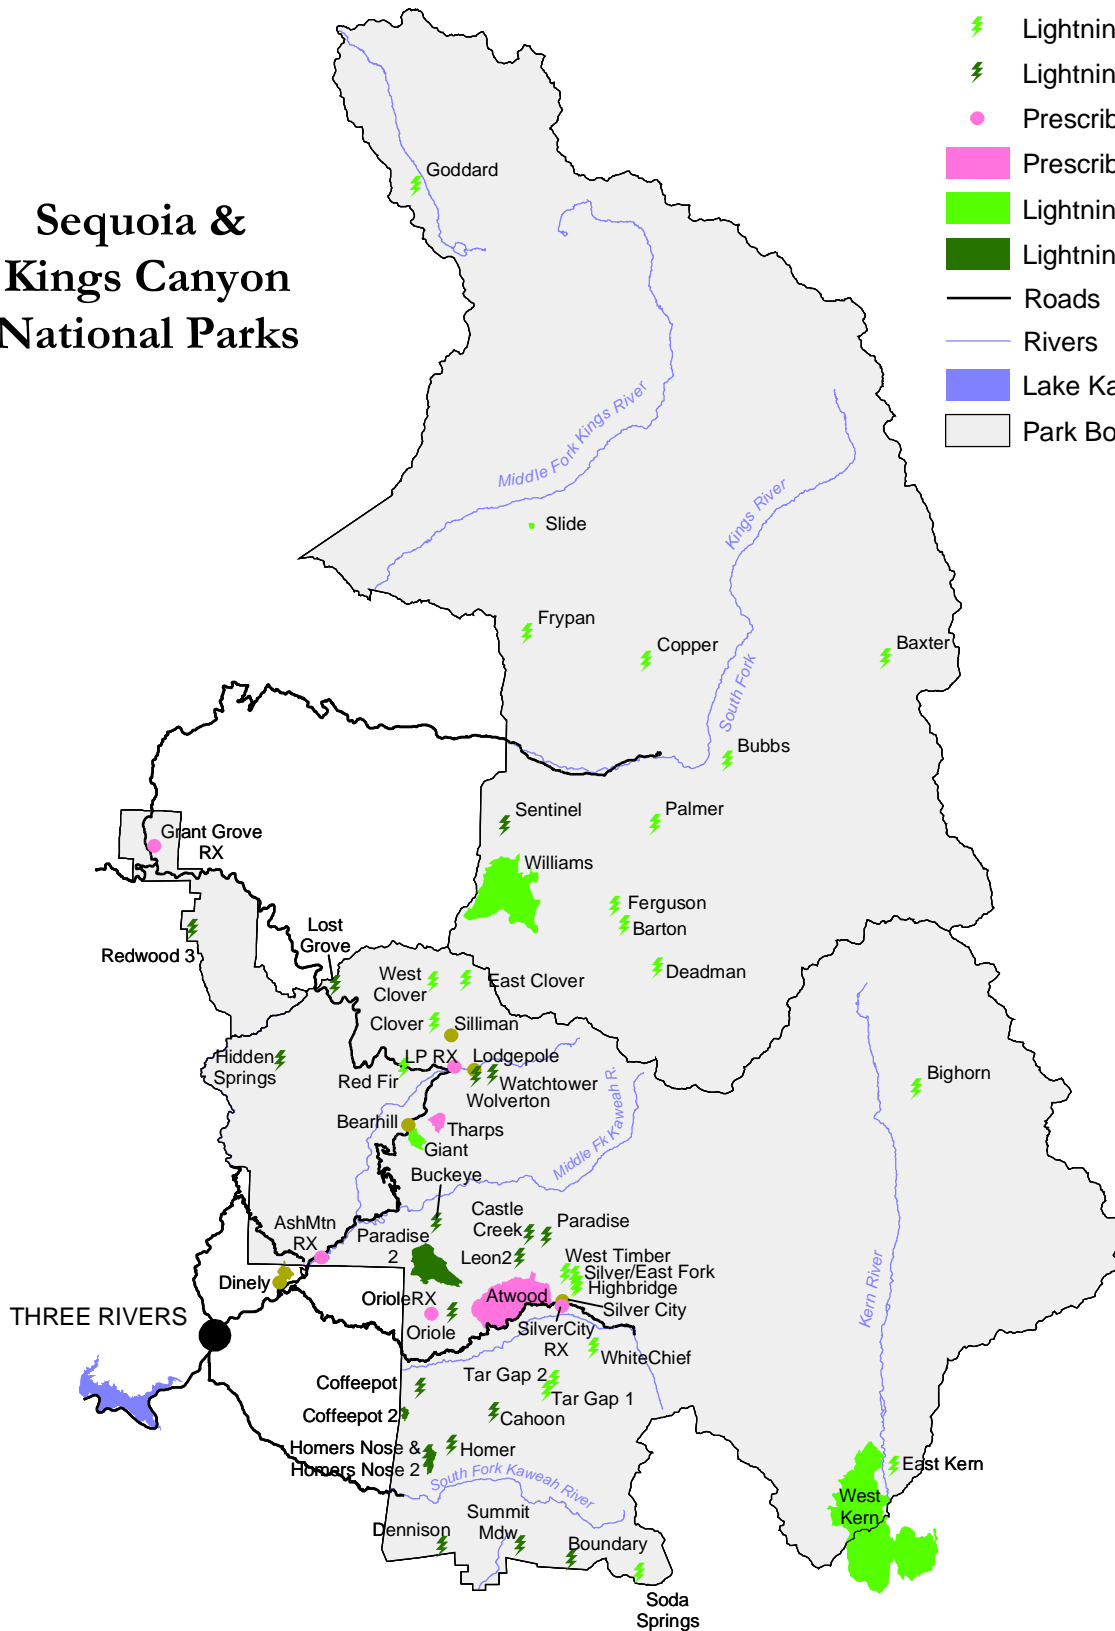 Sequoia &
Kings Canyon
National Parks
Lightnin
Lightnin
Prescrib
Prescrib
Lightnin
Lightnin
Roads
Rivers
Lake Ka
Park Bo
Goddard
Middle Fork Kings River
Kings River
Slide
Frypan
Copper
Baxter
South Fork
Bubbs
Sentinel
Palmer
Grant Grove
RX
Williams
Ferguson
Barton
Redwood 3
Lost
Grove
West
Clover
East Clover
Deadman
Clover
Silliman
Hidden
Springs
LP RX
Lodgepole
Red Fir
Watchtower
Wolverton
Bighorn
Bearhill
Tharps
Giant
Middle Fk Kaweah R.
Buckeye
AshMtn
RX
Paradise
2
Castle
Creek
Paradise
Leon2
West Timber
Silver/East Fork
Highbridge
Silver City
Dinely
OrioleRX
Atwood
Oriole
SilverCity
RX
THREE RIVERS
WhiteChief
Kern River
Coffeepot
Tar Gap 2
Tar Gap 1
Coffeepot 2
Cahoon
Homers Nose &
Homers Nose 2
Homer
South Fork Kaweah River
East Kern
West
Kern
Dennison
Summit
Mdw
Boundary
Soda
Springs